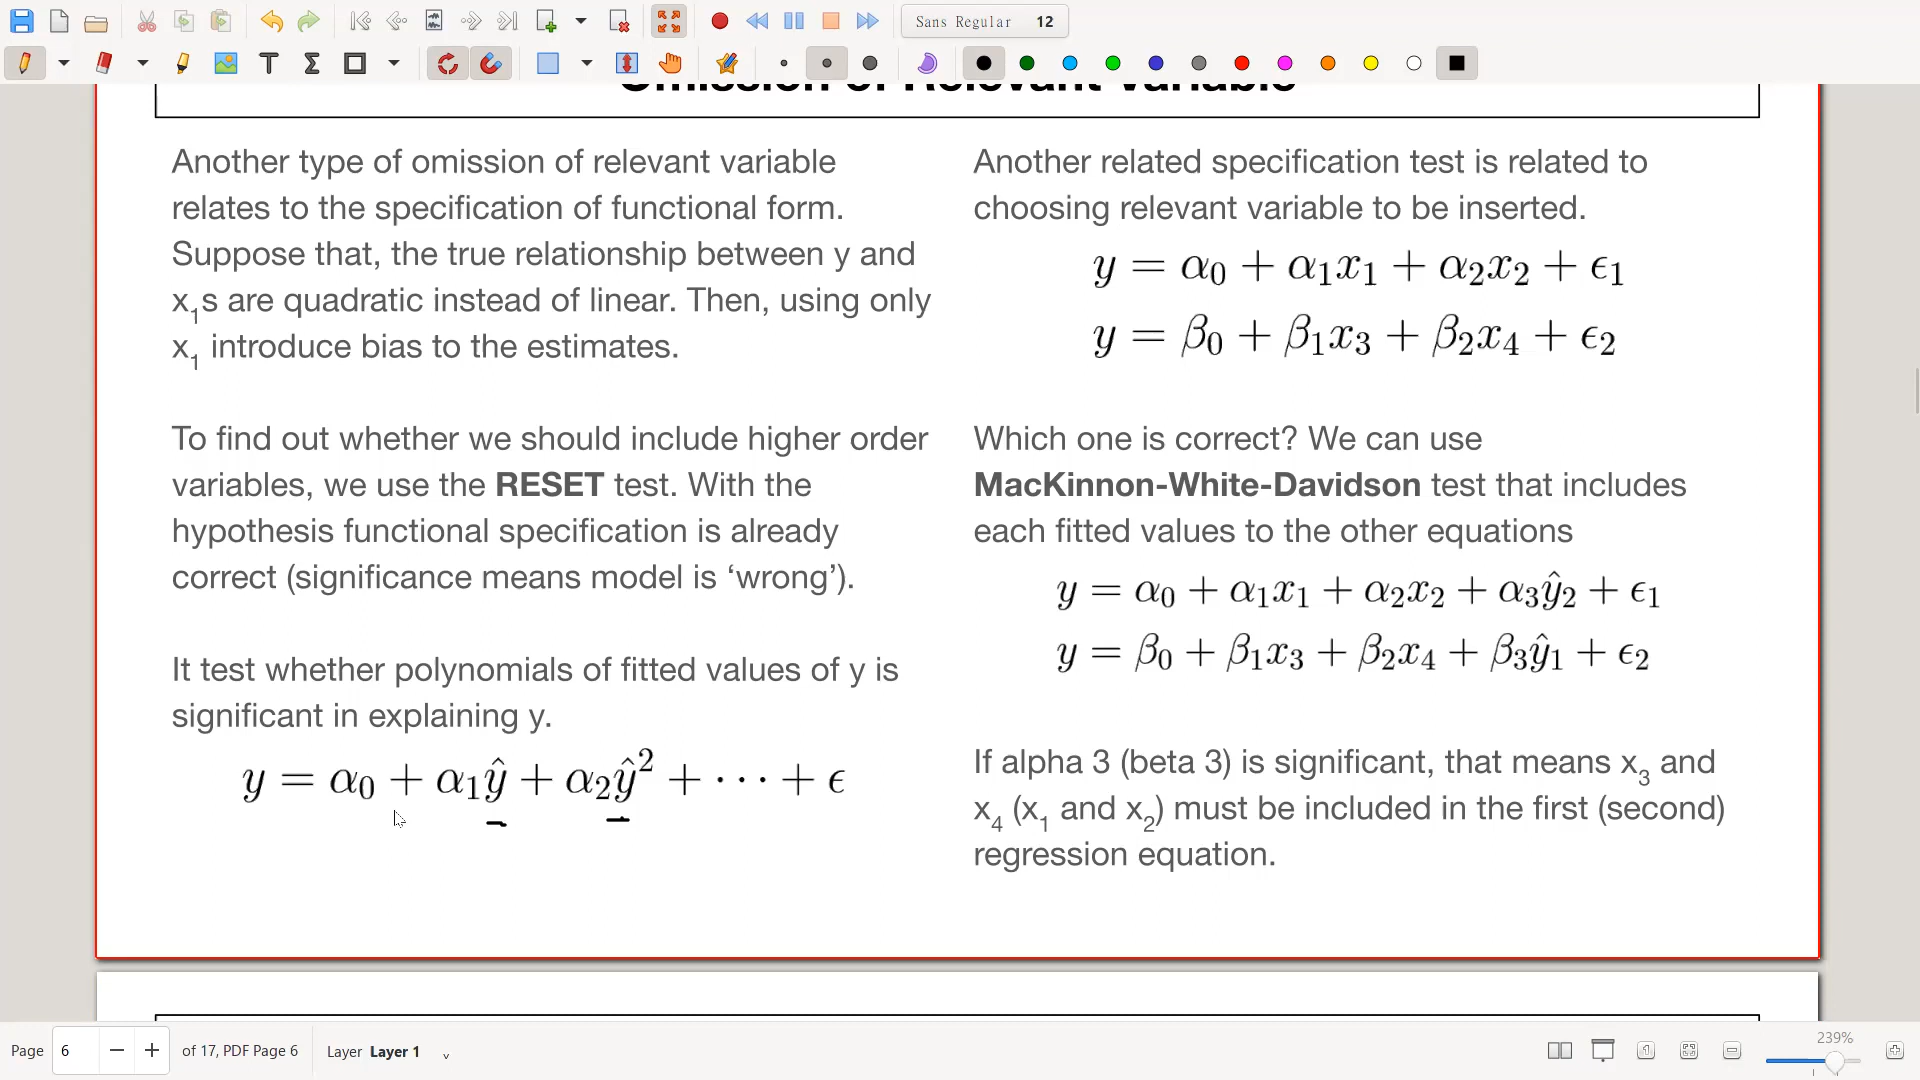 Sans Regular 12
Omission of Relevant Variable
Another type of omission of relevant variable
relates to the specification of functional form.
Suppose that, the true relationship between y and
x₁s are quadratic instead of linear. Then, using only
x₁ introduce bias to the estimates.
To find out whether we should include higher order
variables, we use the RESET test. With the
hypothesis functional specification is already
correct (significance means model is ‘wrong’).
It test whether polynomials of fitted values of y is
significant in explaining y.
y = α₀ + α₁ŷ + α₂ŷ² + ⋯ + ϵ
Another related specification test is related to
choosing relevant variable to be inserted.
y = α₀ + α₁x₁ + α₂x₂ + ϵ₁
y = β₀ + β₁x₃ + β₂x₄ + ϵ₂
Which one is correct? We can use
MacKinnon-White-Davidson test that includes
each fitted values to the other equations
y = α₀ + α₁x₁ + α₂x₂ + α₃ŷ₂ + ϵ₁
y = β₀ + β₁x₃ + β₂x₄ + β₃ŷ₁ + ϵ₂
If alpha 3 (beta 3) is significant, that means x₃ and
x₄ (x₁ and x₂) must be included in the first (second)
regression equation.
Page 6 of 17, PDF Page 6 Layer Layer 1
239%